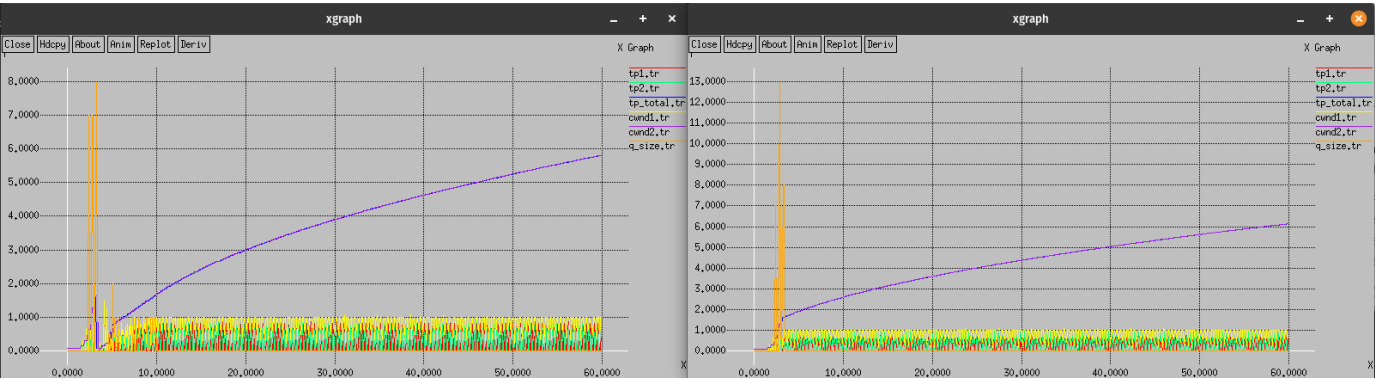 xgraph
Close Hdcpy About Anim Replot Deriv
X Graph
tp1.tr
tp2.tr
tp_total.tr
cwnd1.tr
cwnd2.tr
q_size.tr
8.0000
7.0000
6.0000
5.0000
4.0000
3.0000
2.0000
1.0000
0.0000
0.0000 10.0000 20.0000 30.0000 40.0000 50.0000 60.0000
X
xgraph
Close Hdcpy About Anim Replot Deriv
X Graph
tp1.tr
tp2.tr
tp_total.tr
cwnd1.tr
cwnd2.tr
q_size.tr
13.0000
12.0000
11.0000
10.0000
9.0000
8.0000
7.0000
6.0000
5.0000
4.0000
3.0000
2.0000
1.0000
0.0000
0.0000 10.0000 20.0000 30.0000 40.0000 50.0000 60.0000
X